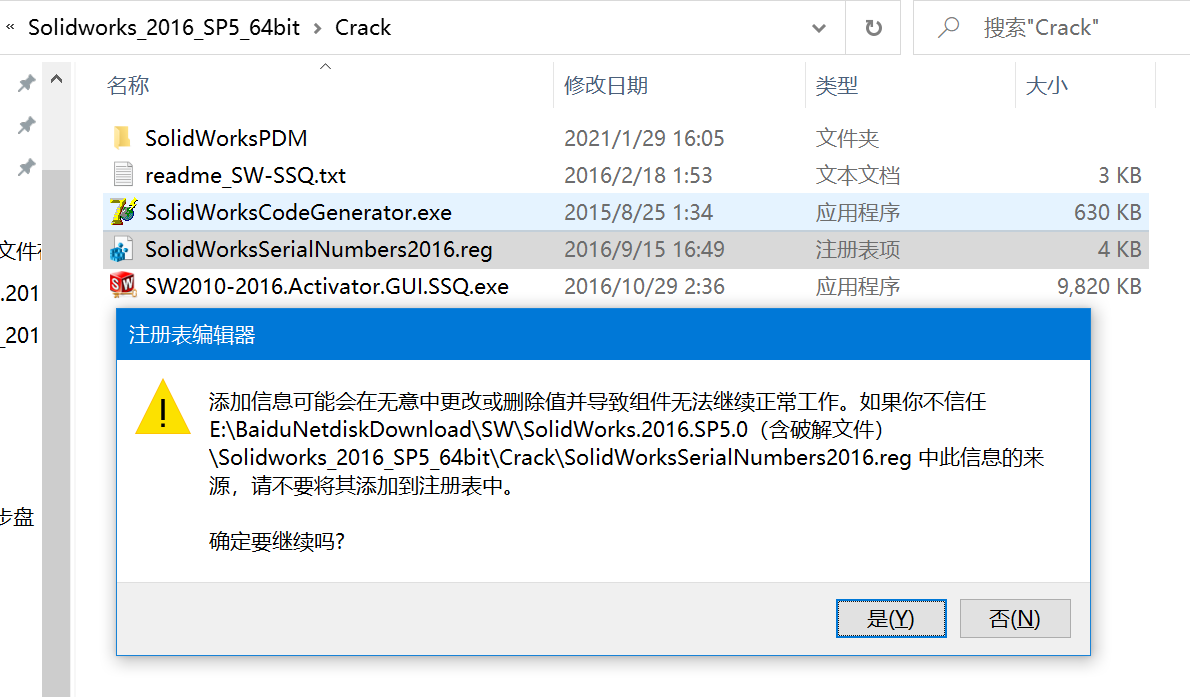 « Solidworks_2016_SP5_64bit › Crack 搜索"Crack"
名称 修改日期 类型 大小
SolidWorksPDM 2021/1/29 16:05 文件夹
readme_SW-SSQ.txt 2016/2/18 1:53 文本文档 3 KB
SolidWorksCodeGenerator.exe 2015/8/25 1:34 应用程序 630 KB
SolidWorksSerialNumbers2016.reg 2016/9/15 16:49 注册表项 4 KB
SW2010-2016.Activator.GUI.SSQ.exe 2016/10/29 2:36 应用程序 9,820 KB
文件
.201
_201
步盘
注册表编辑器
添加信息可能会在无意中更改或删除值并导致组件无法继续正常工作。如果你不信任
E:\BaiduNetdiskDownload\SW\SolidWorks.2016.SP5.0（含破解文件）
\Solidworks_2016_SP5_64bit\Crack\SolidWorksSerialNumbers2016.reg 中此信息的来
源，请不要将其添加到注册表中。
确定要继续吗?
是(Y) 否(N)